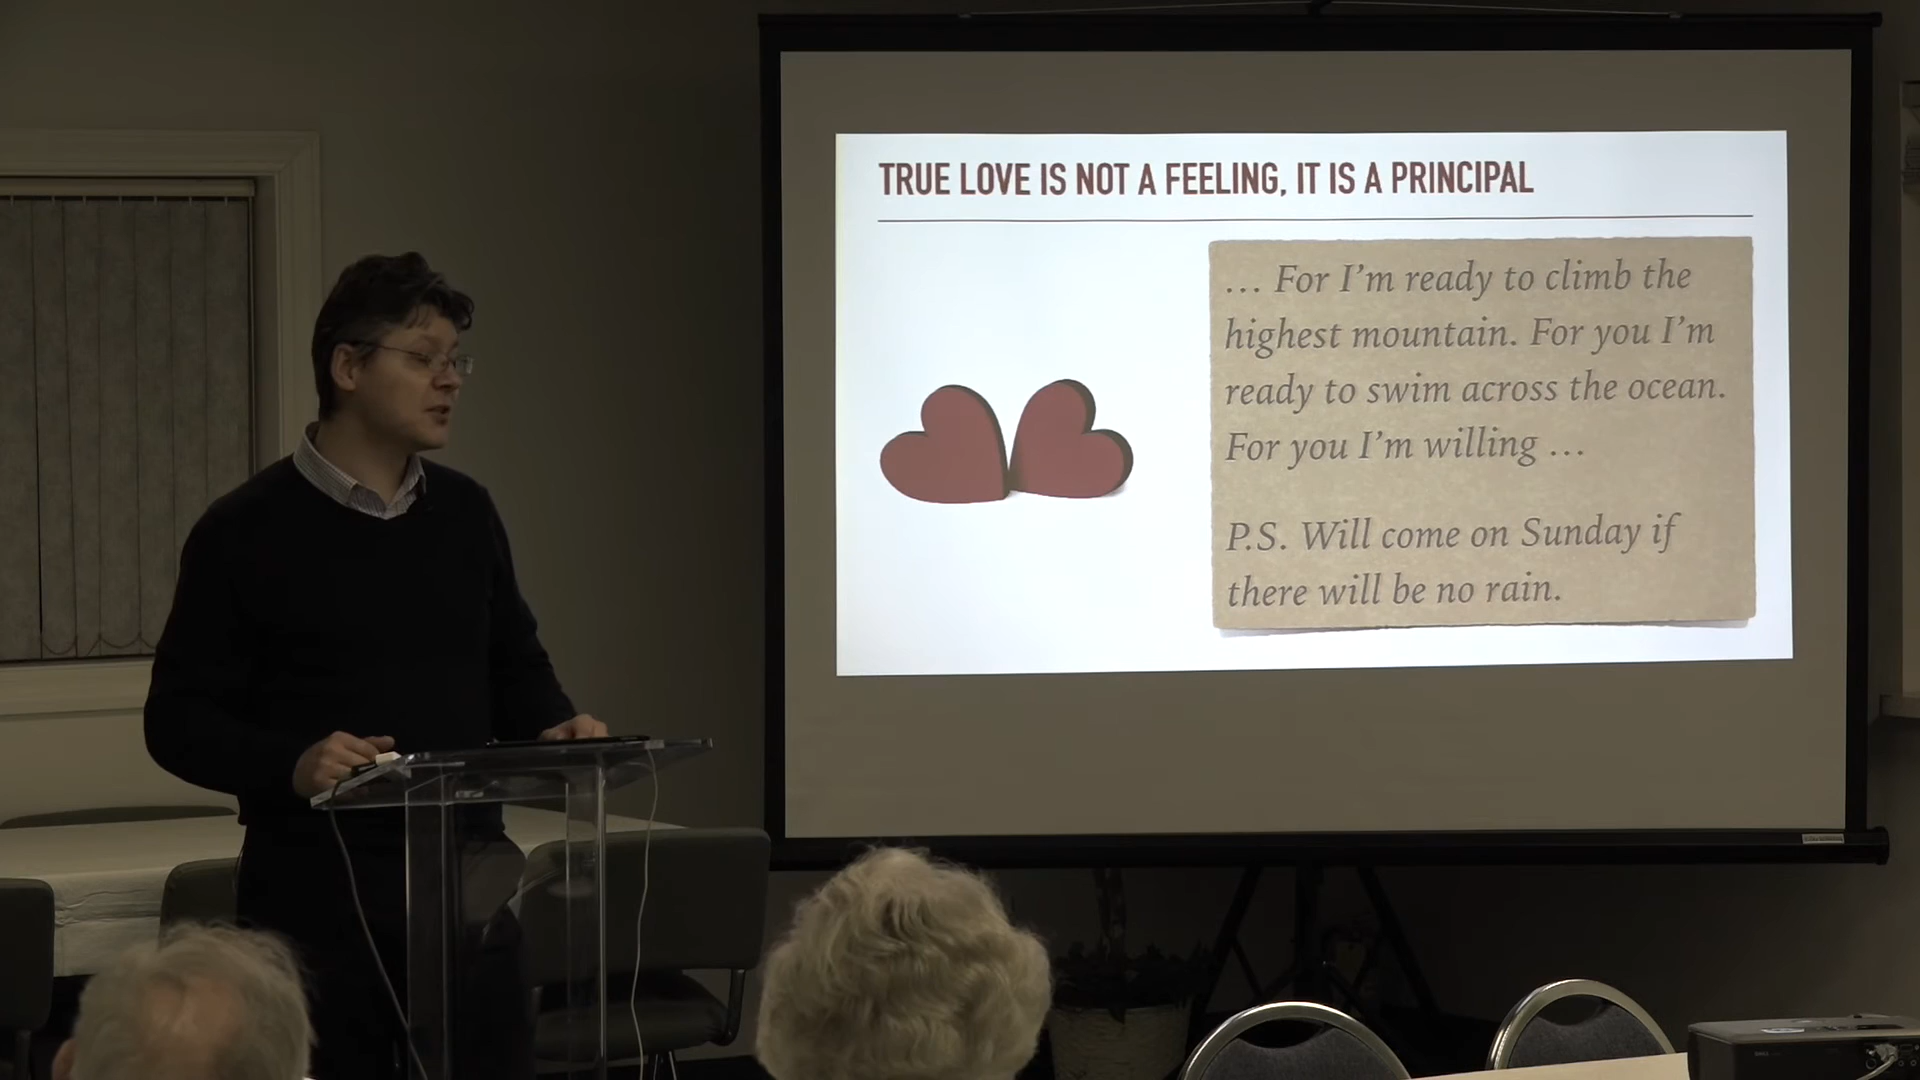 TRUE LOVE IS NOT A FEELING, IT IS A PRINCIPAL
... For I'm ready to climb the
highest mountain. For you I'm
ready to swim across the ocean.
For you I'm willing ...
P.S. Will come on Sunday if
there will be no rain.